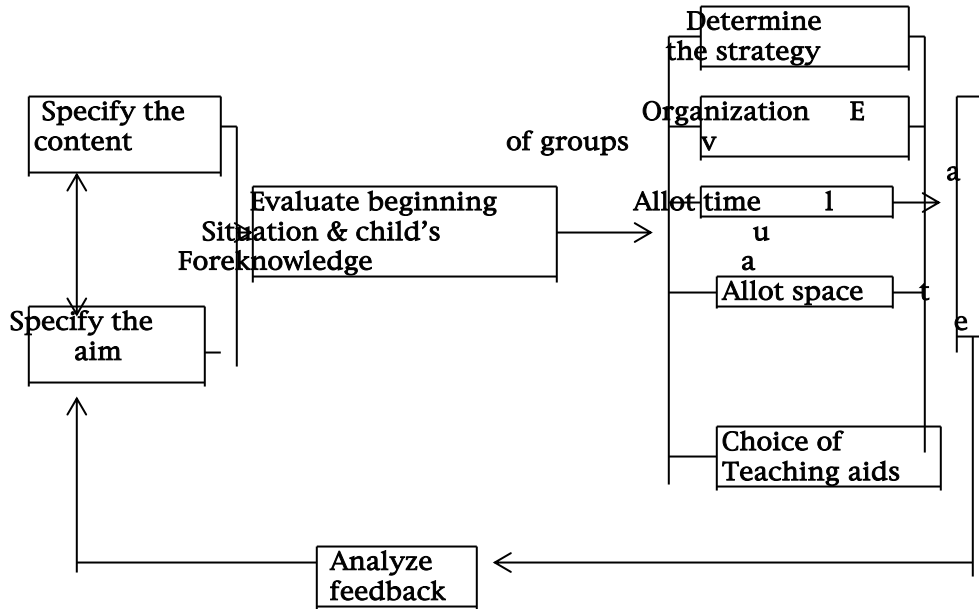 Determine
the strategy
Specify the
content
Organization E
of groups v
a
Evaluate beginning
Situation & child's
Foreknowledge
Allot time l
u
a
Allot space t
Specify the
aim
e
Choice of
Teaching aids
Analyze
feedback